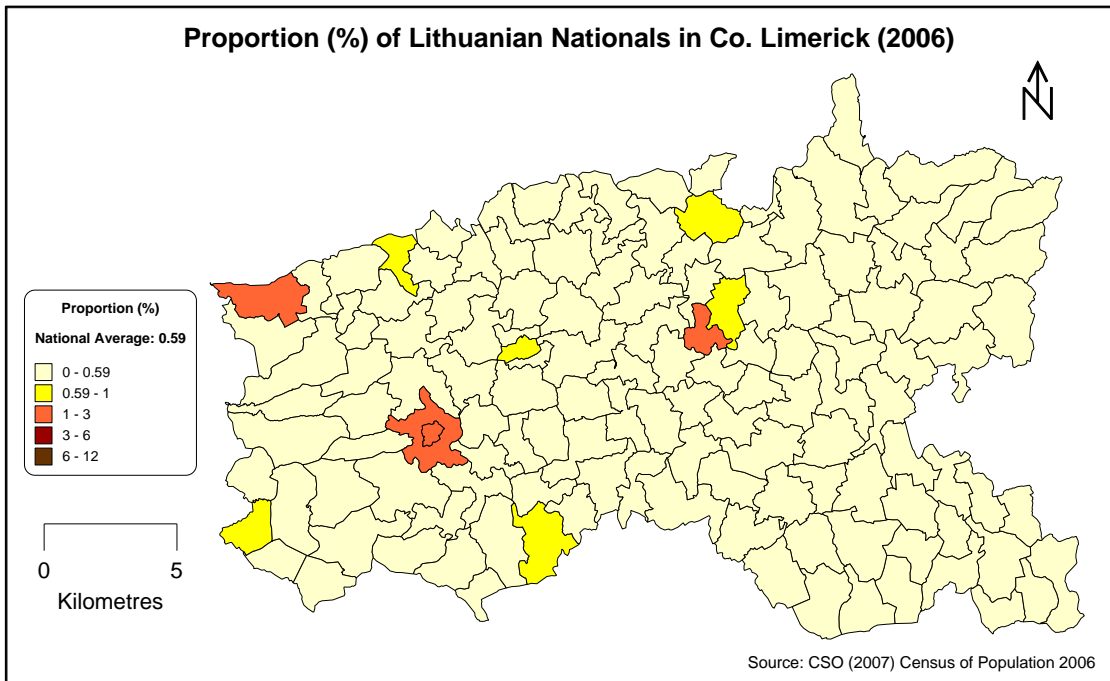 Proportion (%) of Lithuanian Nationals in Co. Limerick (2006)
N
Proportion (%)
National Average: 0.59
0 - 0.59
0.59 - 1
1 - 3
3 - 6
6 - 12
0 5
Kilometres
Source: CSO (2007) Census of Population 2006